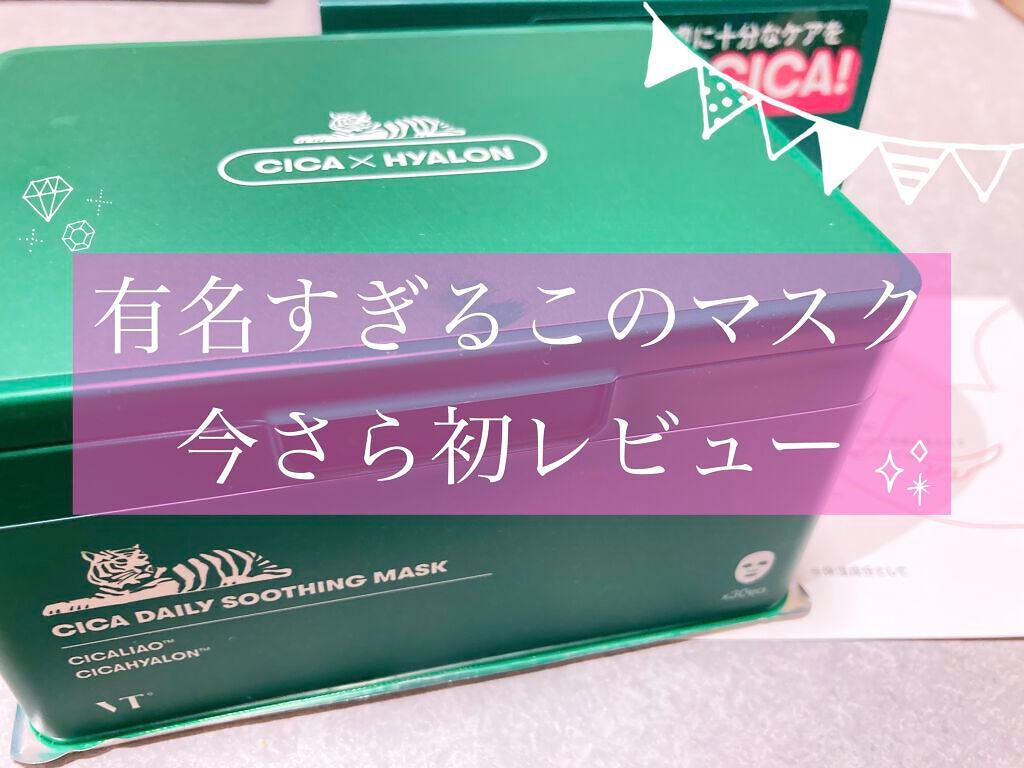 に十分なケアを
CICA!
CICA × HYALON
有名すぎるこのマスク
今さら初レビュー
CICA DAILY SOOTHING MASK
CICALIAO™
CICAHYALON™
VT